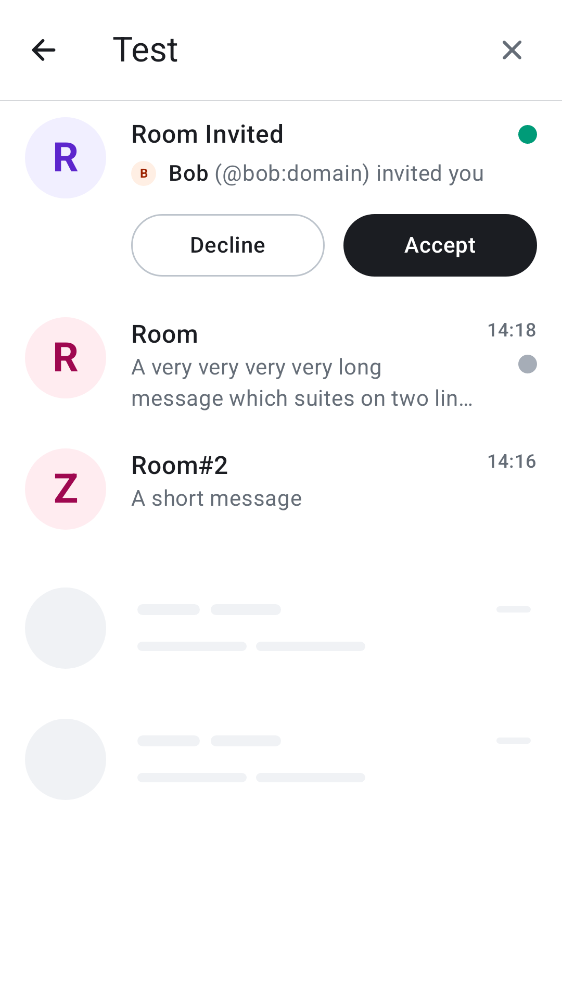 Test
R
Room Invited
B Bob (@bob:domain) invited you
Decline Accept
R
Room 14:18
A very very very very long
message which suites on two lin…
Z
Room#2 14:16
A short message